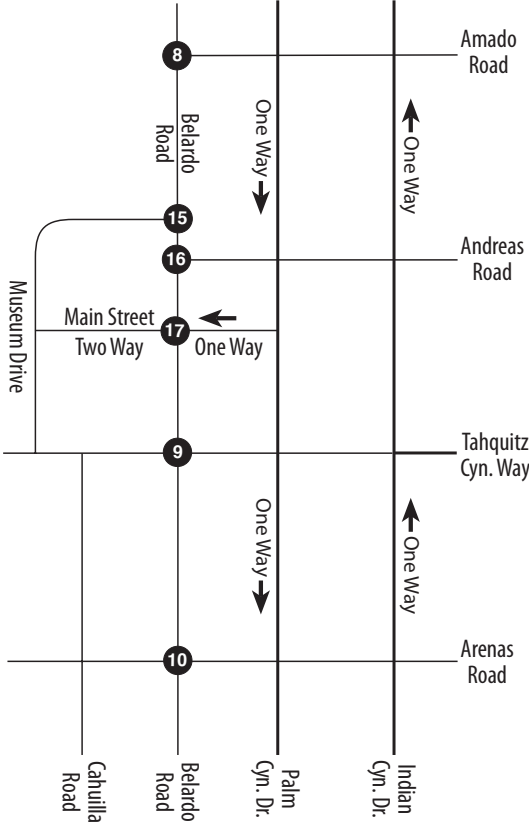 Amado
Road
8
One Way
One Way
Belardo
Road
15
16
Andreas
Road
Museum Drive
Main Street
17
Two Way
One Way
9
Tahquitz
Cyn. Way
One Way
One Way
10
Arenas
Road
Cahuilla
Road
Belardo
Road
Palm
Cyn. Dr.
Indian
Cyn. Dr.